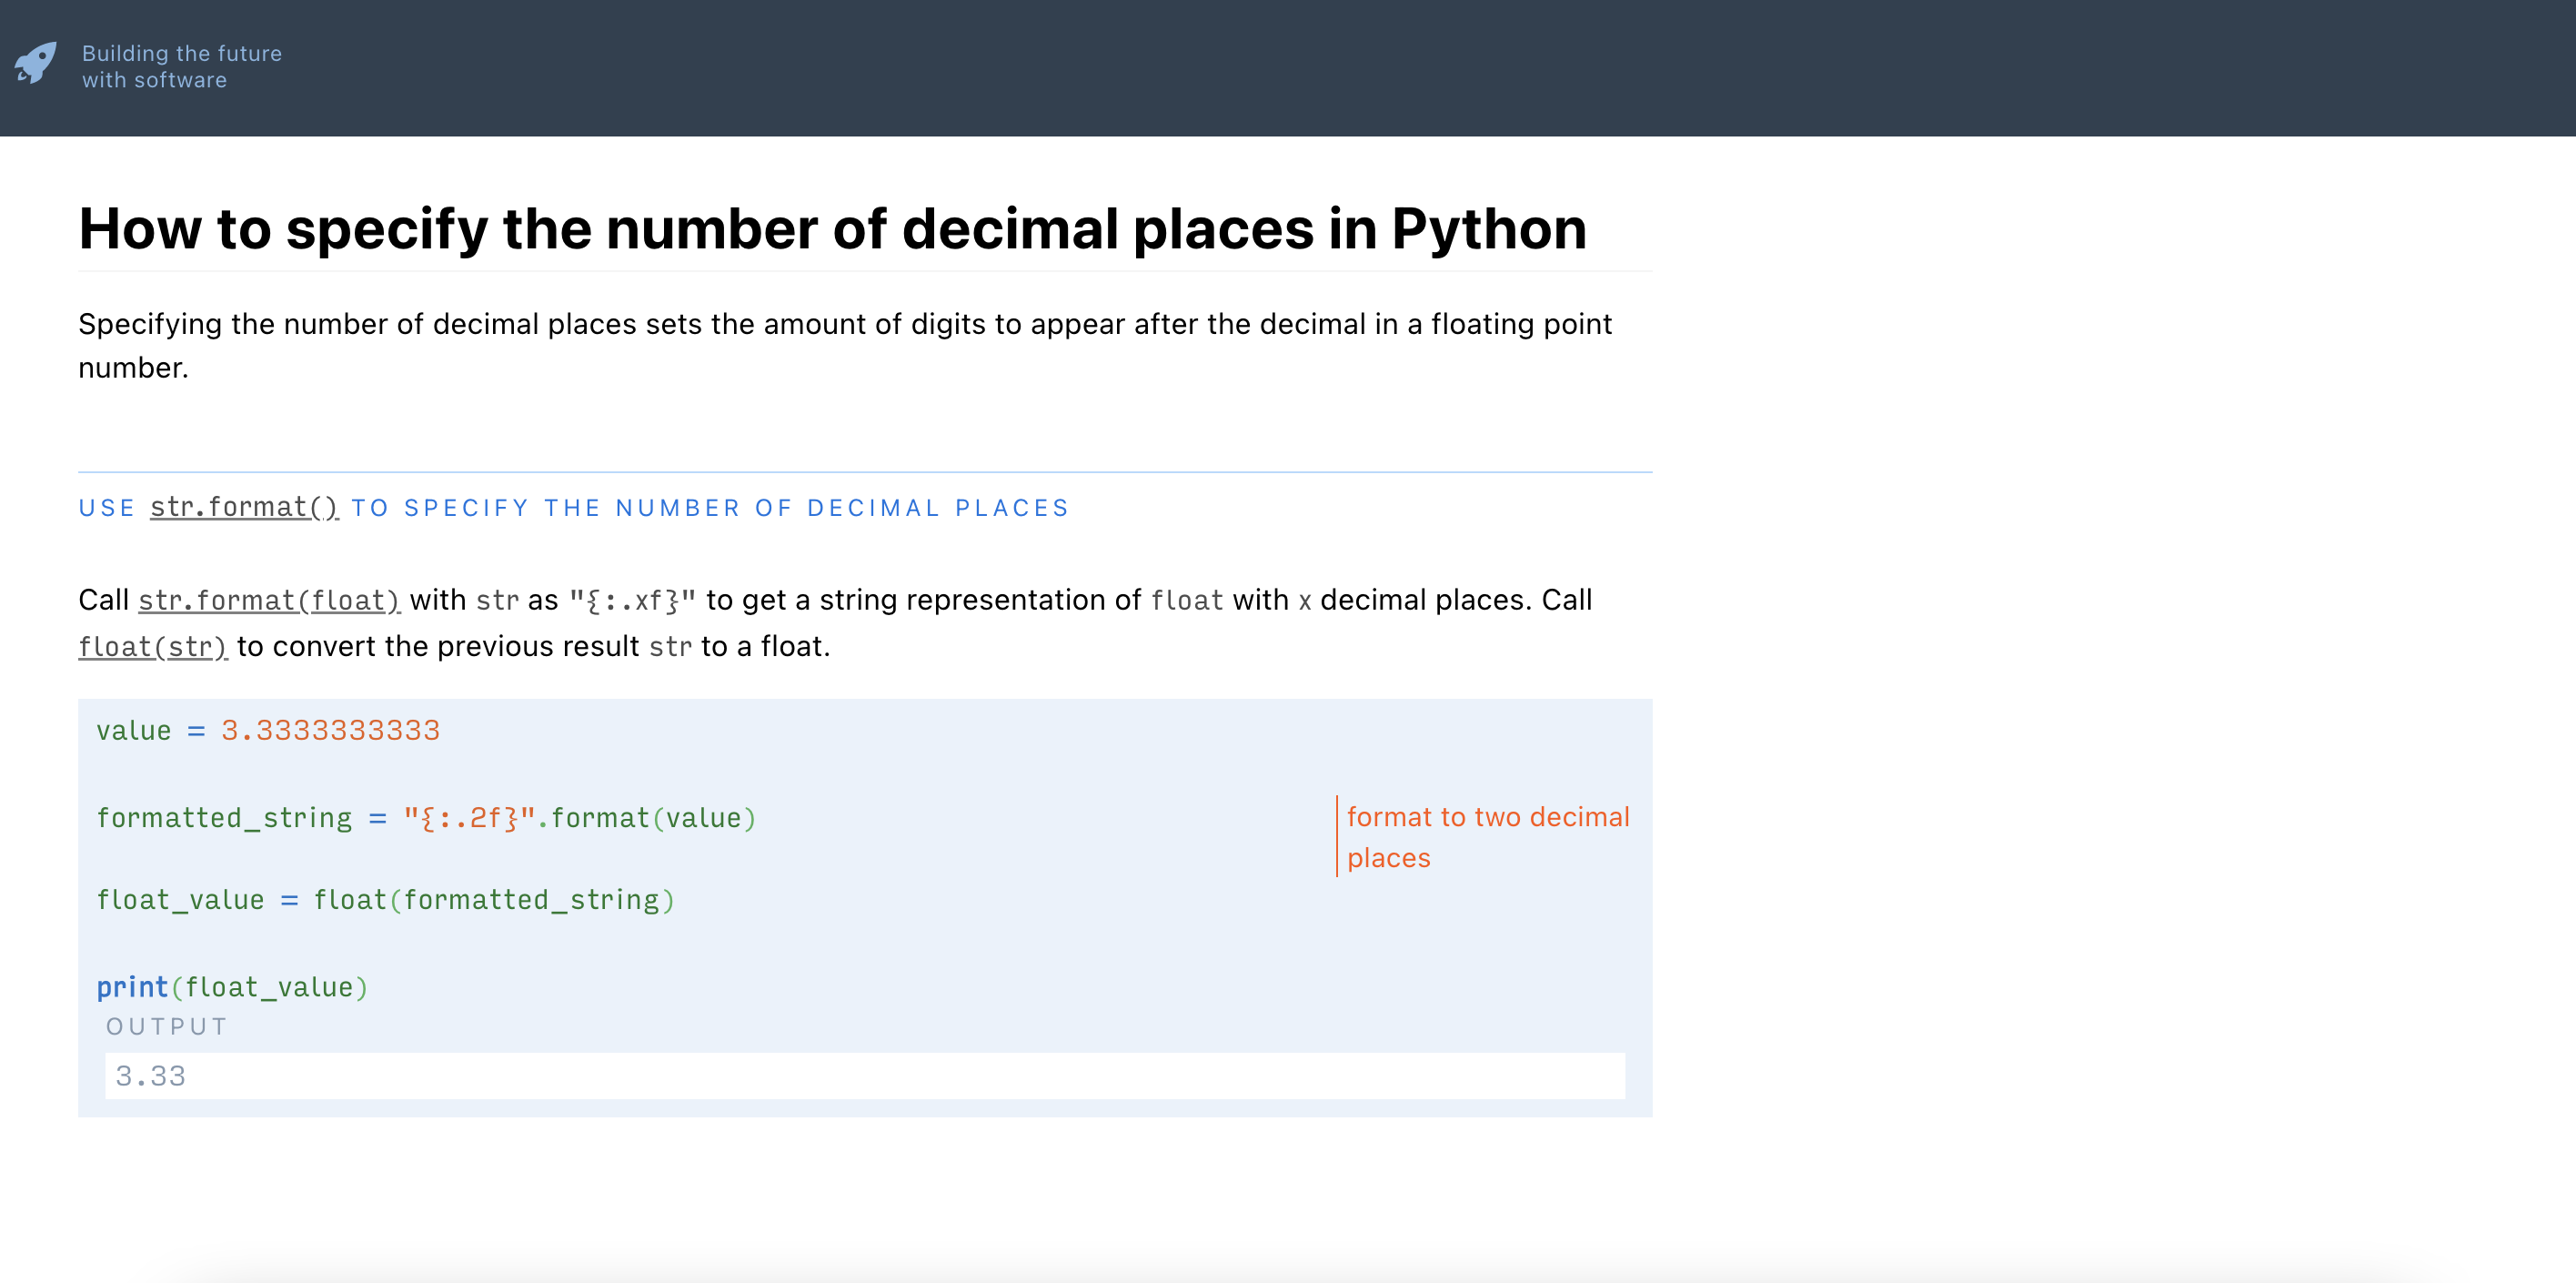 Building the future
with software
How to specify the number of decimal places in Python
Specifying the number of decimal places sets the amount of digits to appear after the decimal in a floating point
number.
USE str.format() TO SPECIFY THE NUMBER OF DECIMAL PLACES
Call str.format(float) with str as "{:.xf}" to get a string representation of float with x decimal places. Call
float(str) to convert the previous result str to a float.
value = 3.3333333333
formatted_string = "{:.2f}".format(value)
format to two decimal
places
float_value = float(formatted_string)
print(float_value)
OUTPUT
3.33